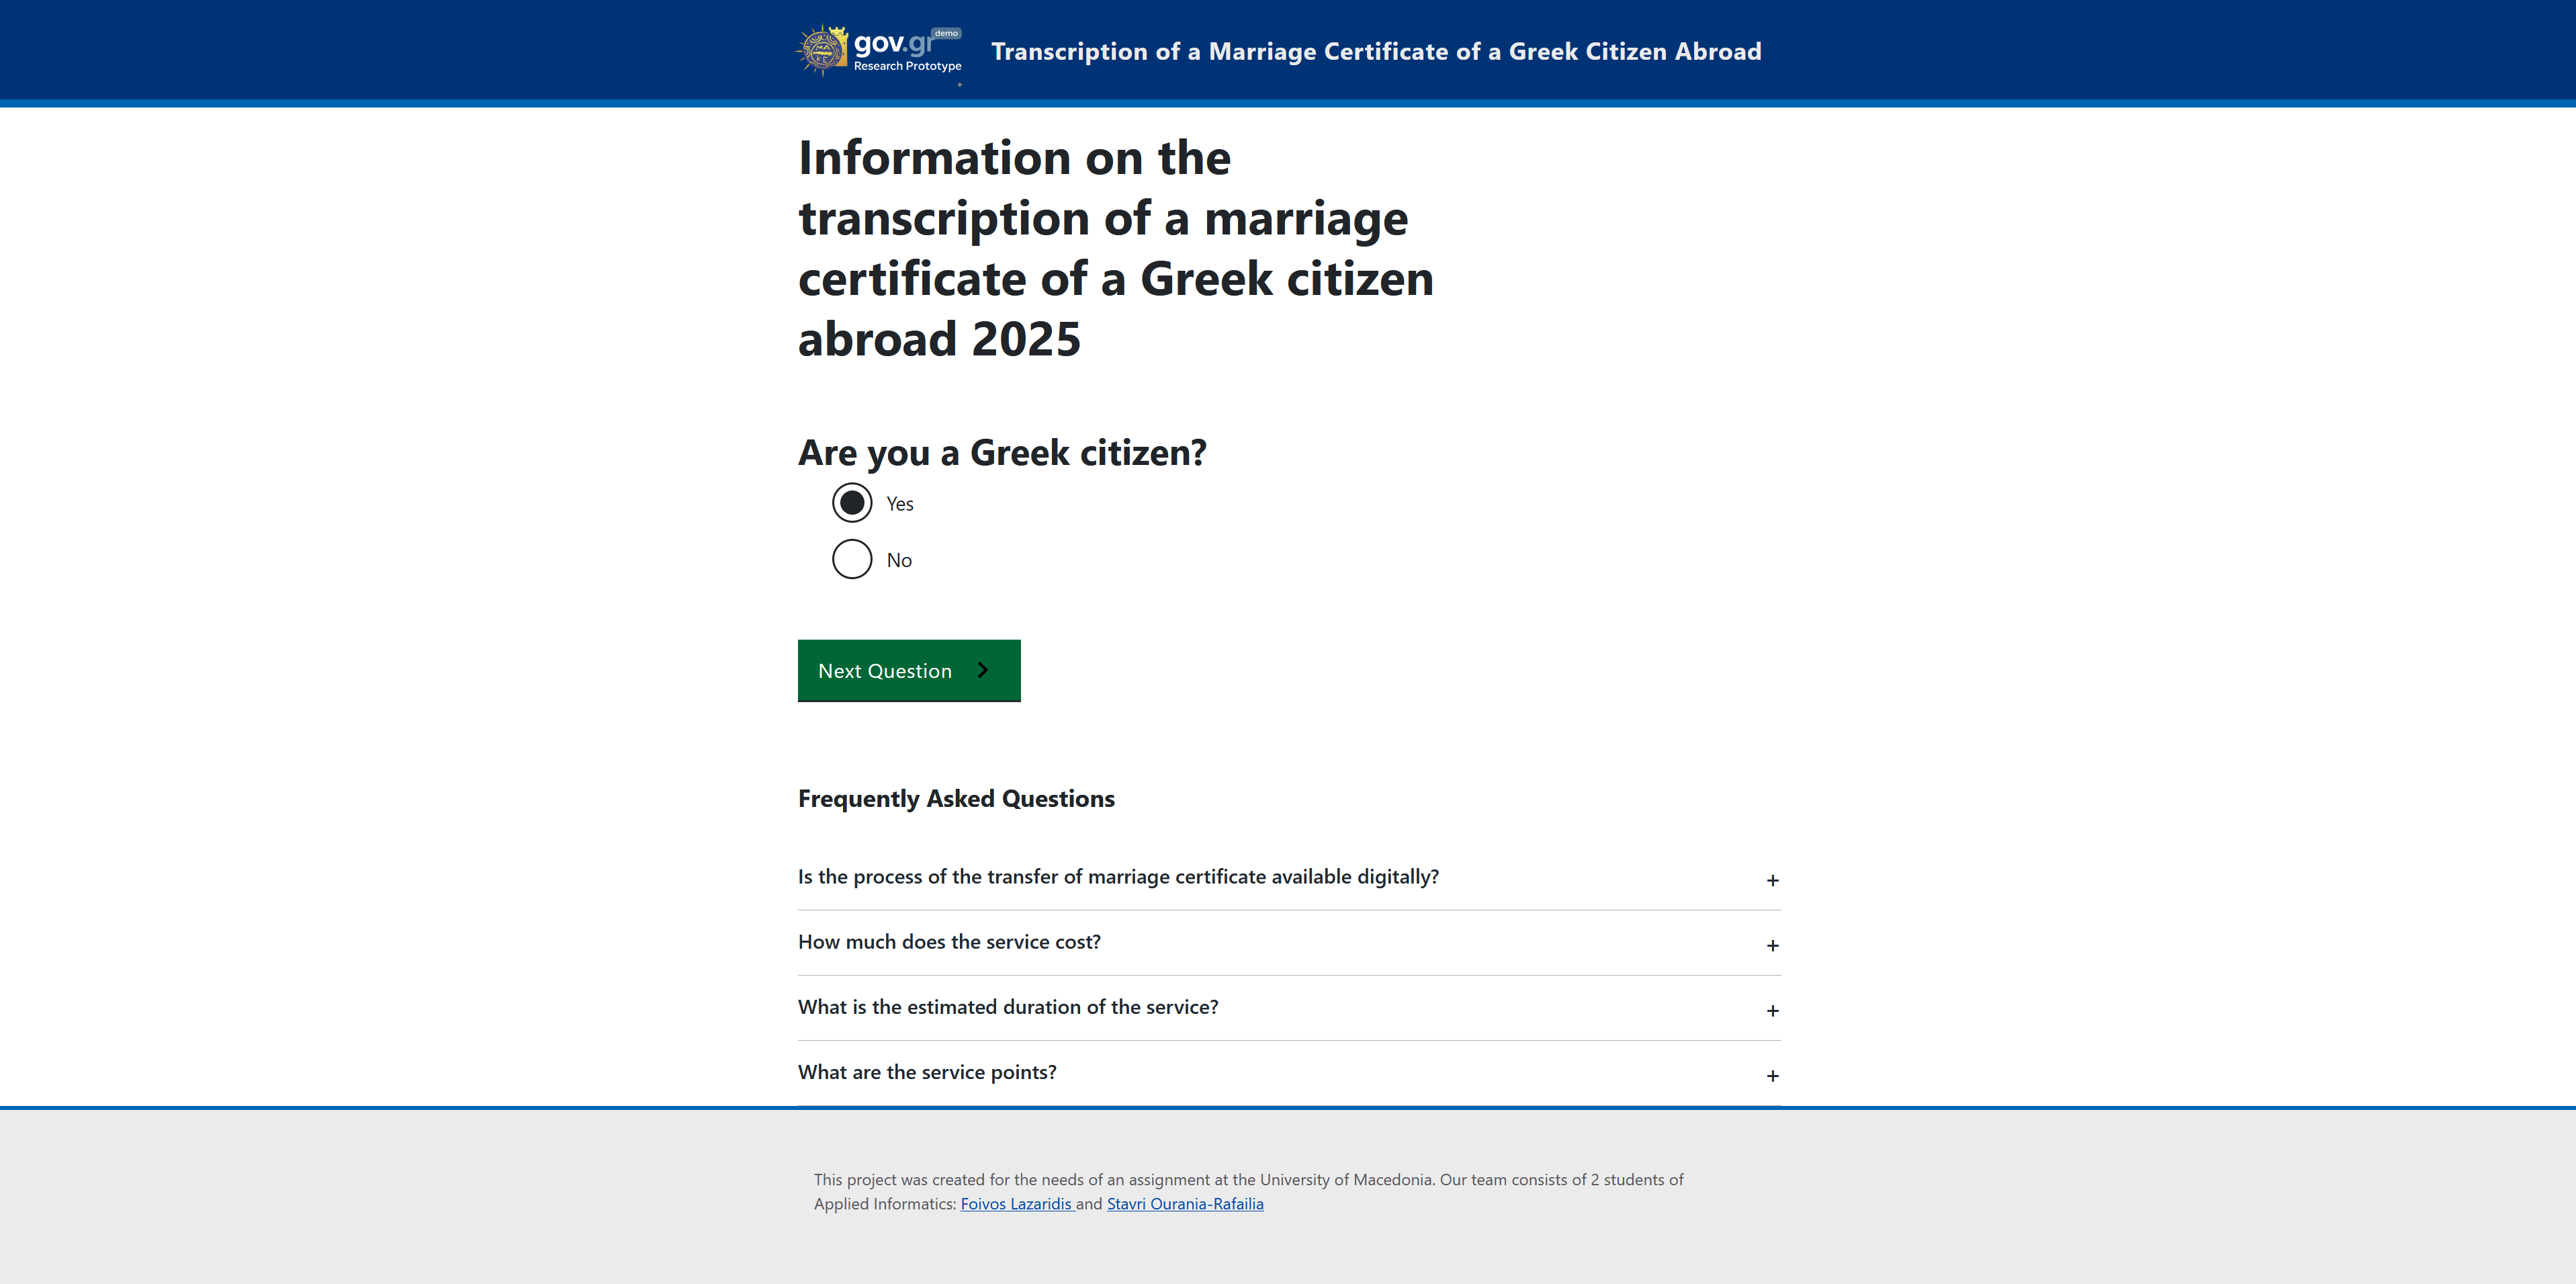 gov.gr demo
Research Prototype
Transcription of a Marriage Certificate of a Greek Citizen Abroad
Information on the
transcription of a marriage
certificate of a Greek citizen
abroad 2025
Are you a Greek citizen?
Yes
No
Next Question
Frequently Asked Questions
Is the process of the transfer of marriage certificate available digitally?
How much does the service cost?
What is the estimated duration of the service?
What are the service points?
This project was created for the needs of an assignment at the University of Macedonia. Our team consists of 2 students of
Applied Informatics: Foivos Lazaridis and Stavri Ourania-Rafailia